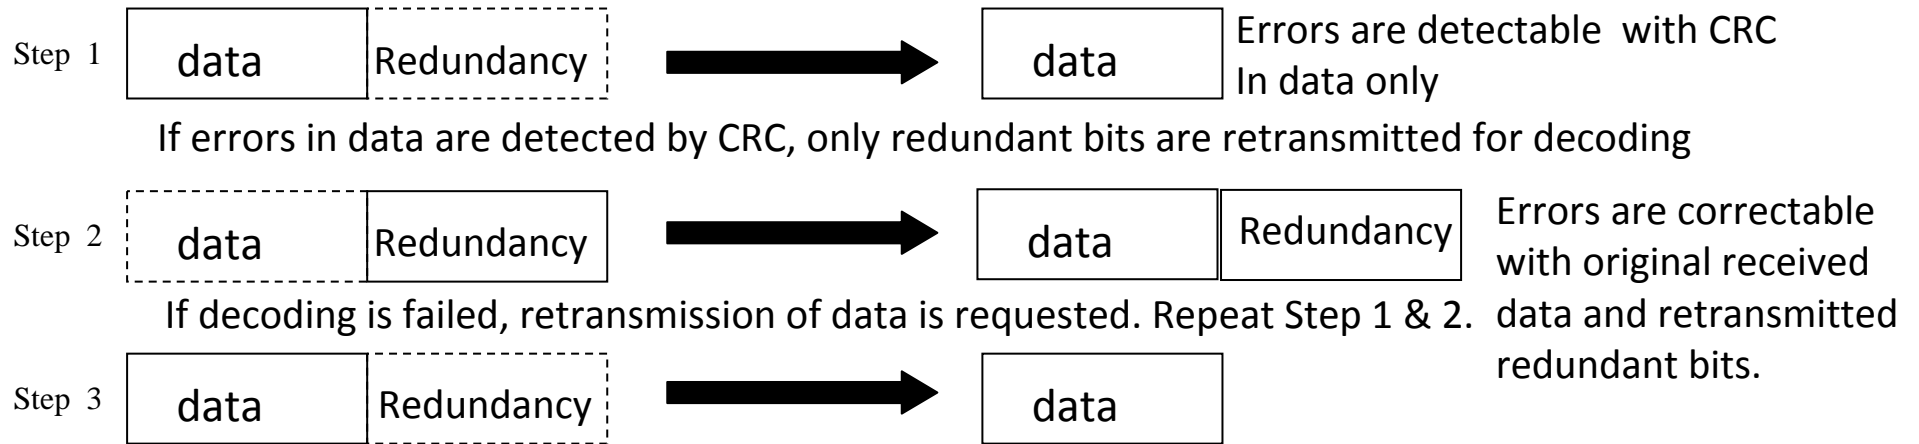 Step 1 data Redundancy data Errors are detectable with CRC
In data only
If errors in data are detected by CRC, only redundant bits are retransmitted for decoding
Step 2 data Redundancy data Redundancy
Errors are correctable
with original received
data and retransmitted
redundant bits.
If decoding is failed, retransmission of data is requested. Repeat Step 1 & 2.
Step 3 data Redundancy data